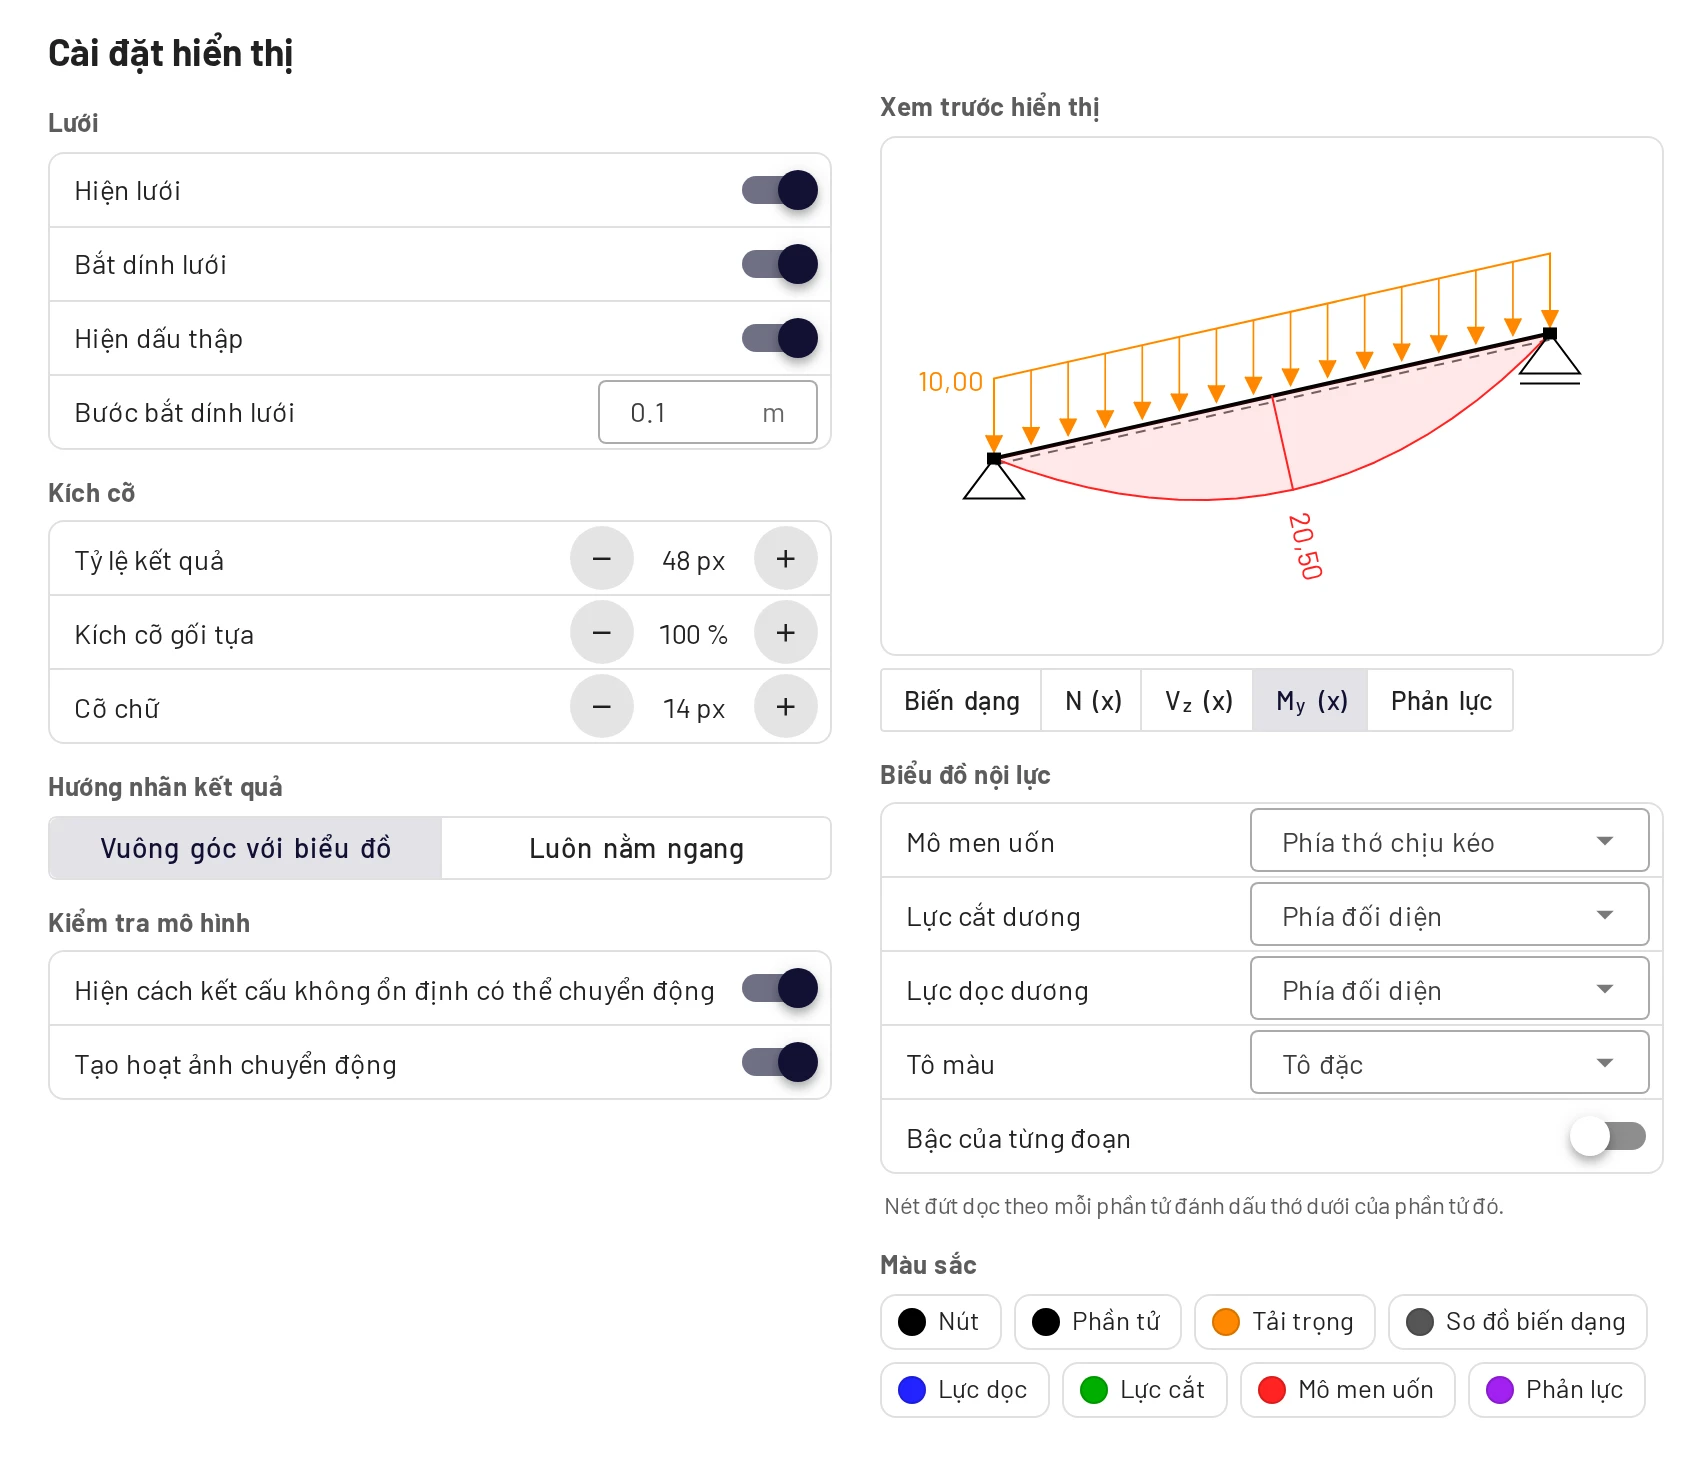 Cài đặt hiển thị
Lưới
Hiện lưới
Bắt dính lưới
Hiện dấu thập
Bước bắt dính lưới
0.1 m
Kích cỡ
Tỷ lệ kết quả
− 48 px +
Kích cỡ gối tựa
− 100 % +
Cỡ chữ
− 14 px +
Hướng nhãn kết quả
Vuông góc với biểu đồ
Luôn nằm ngang
Kiểm tra mô hình
Hiện cách kết cấu không ổn định có thể chuyển động
Tạo hoạt ảnh chuyển động
Xem trước hiển thị
10,00
20,50
Biến dạng
N (x)
Vz (x)
My (x)
Phản lực
Biểu đồ nội lực
Mô men uốn
Phía thớ chịu kéo
Lực cắt dương
Phía đối diện
Lực dọc dương
Phía đối diện
Tô màu
Tô đặc
Bậc của từng đoạn
Nét đứt dọc theo mỗi phần tử đánh dấu thớ dưới của phần tử đó.
Màu sắc
Nút
Phần tử
Tải trọng
Sơ đồ biến dạng
Lực dọc
Lực cắt
Mô men uốn
Phản lực